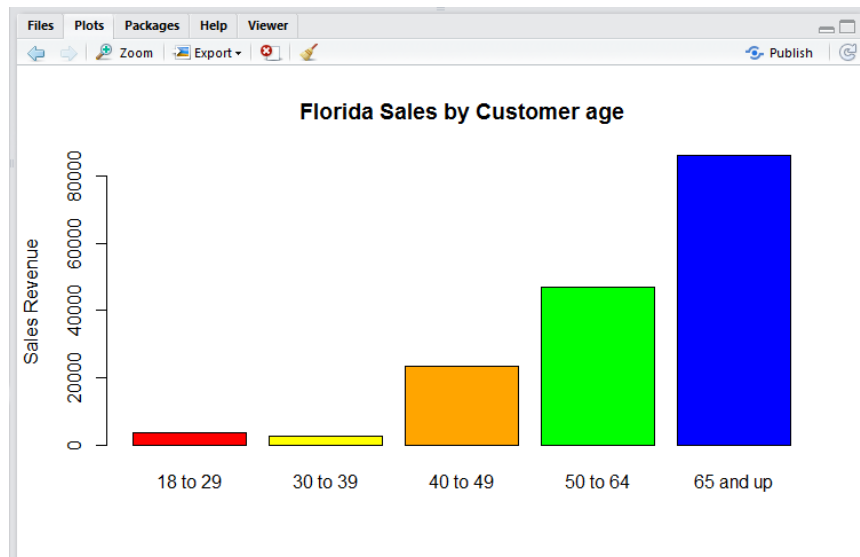 Files Plots Packages Help Viewer
Zoom Export Publish
Florida Sales by Customer age
Sales Revenue
80000
60000
40000
20000
0
18 to 29 30 to 39 40 to 49 50 to 64 65 and up